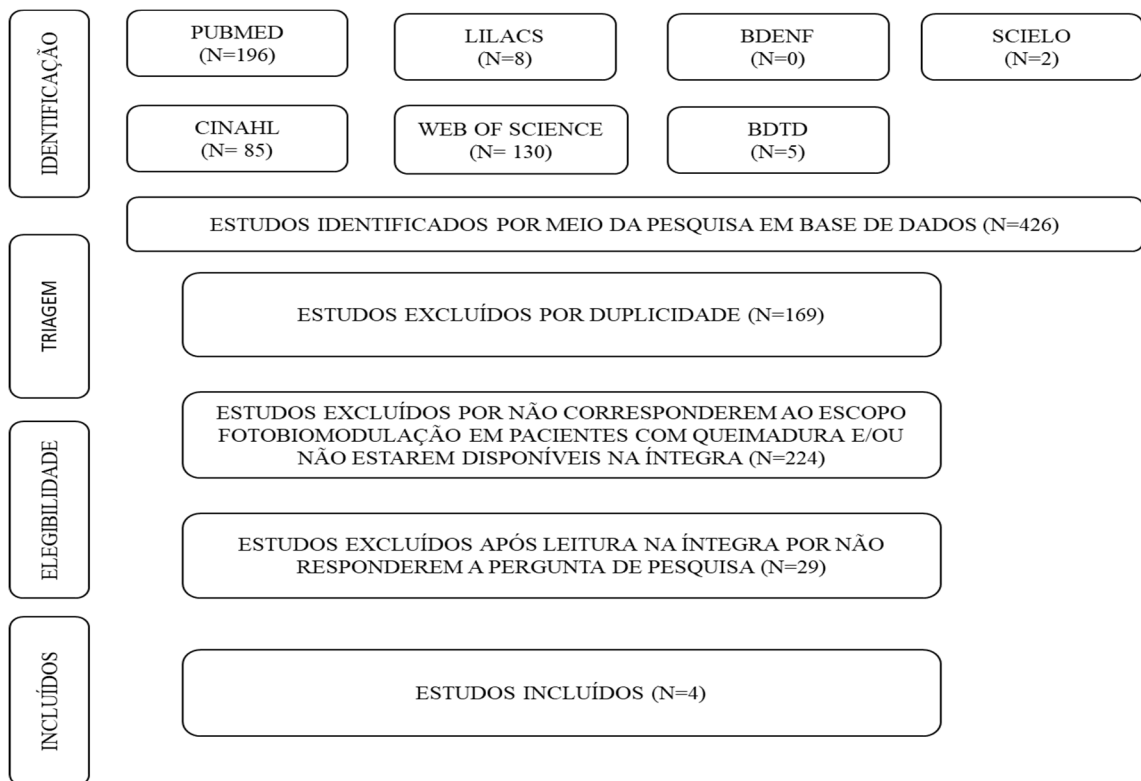 IDENTIFICAÇÃO
PUBMED
(N=196)
LILACS
(N=8)
BDENF
(N=0)
SCIELO
(N=2)
CINAHL
(N= 85)
WEB OF SCIENCE
(N= 130)
BDTD
(N=5)
ESTUDOS IDENTIFICADOS POR MEIO DA PESQUISA EM BASE DE DADOS (N=426)
TRIAGEM
ESTUDOS EXCLUÍDOS POR DUPLICIDADE (N=169)
ELEGIBILIDADE
ESTUDOS EXCLUÍDOS POR NÃO CORRESPONDEREM AO ESCOPO
FOTOBIOMODULAÇÃO EM PACIENTES COM QUEIMADURA E/OU
NÃO ESTAREM DISPONÍVEIS NA ÍNTEGRA (N=224)
ESTUDOS EXCLUÍDOS APÓS LEITURA NA ÍNTEGRA POR NÃO
RESPONDEREM A PERGUNTA DE PESQUISA (N=29)
INCLUÍDOS
ESTUDOS INCLUÍDOS (N=4)